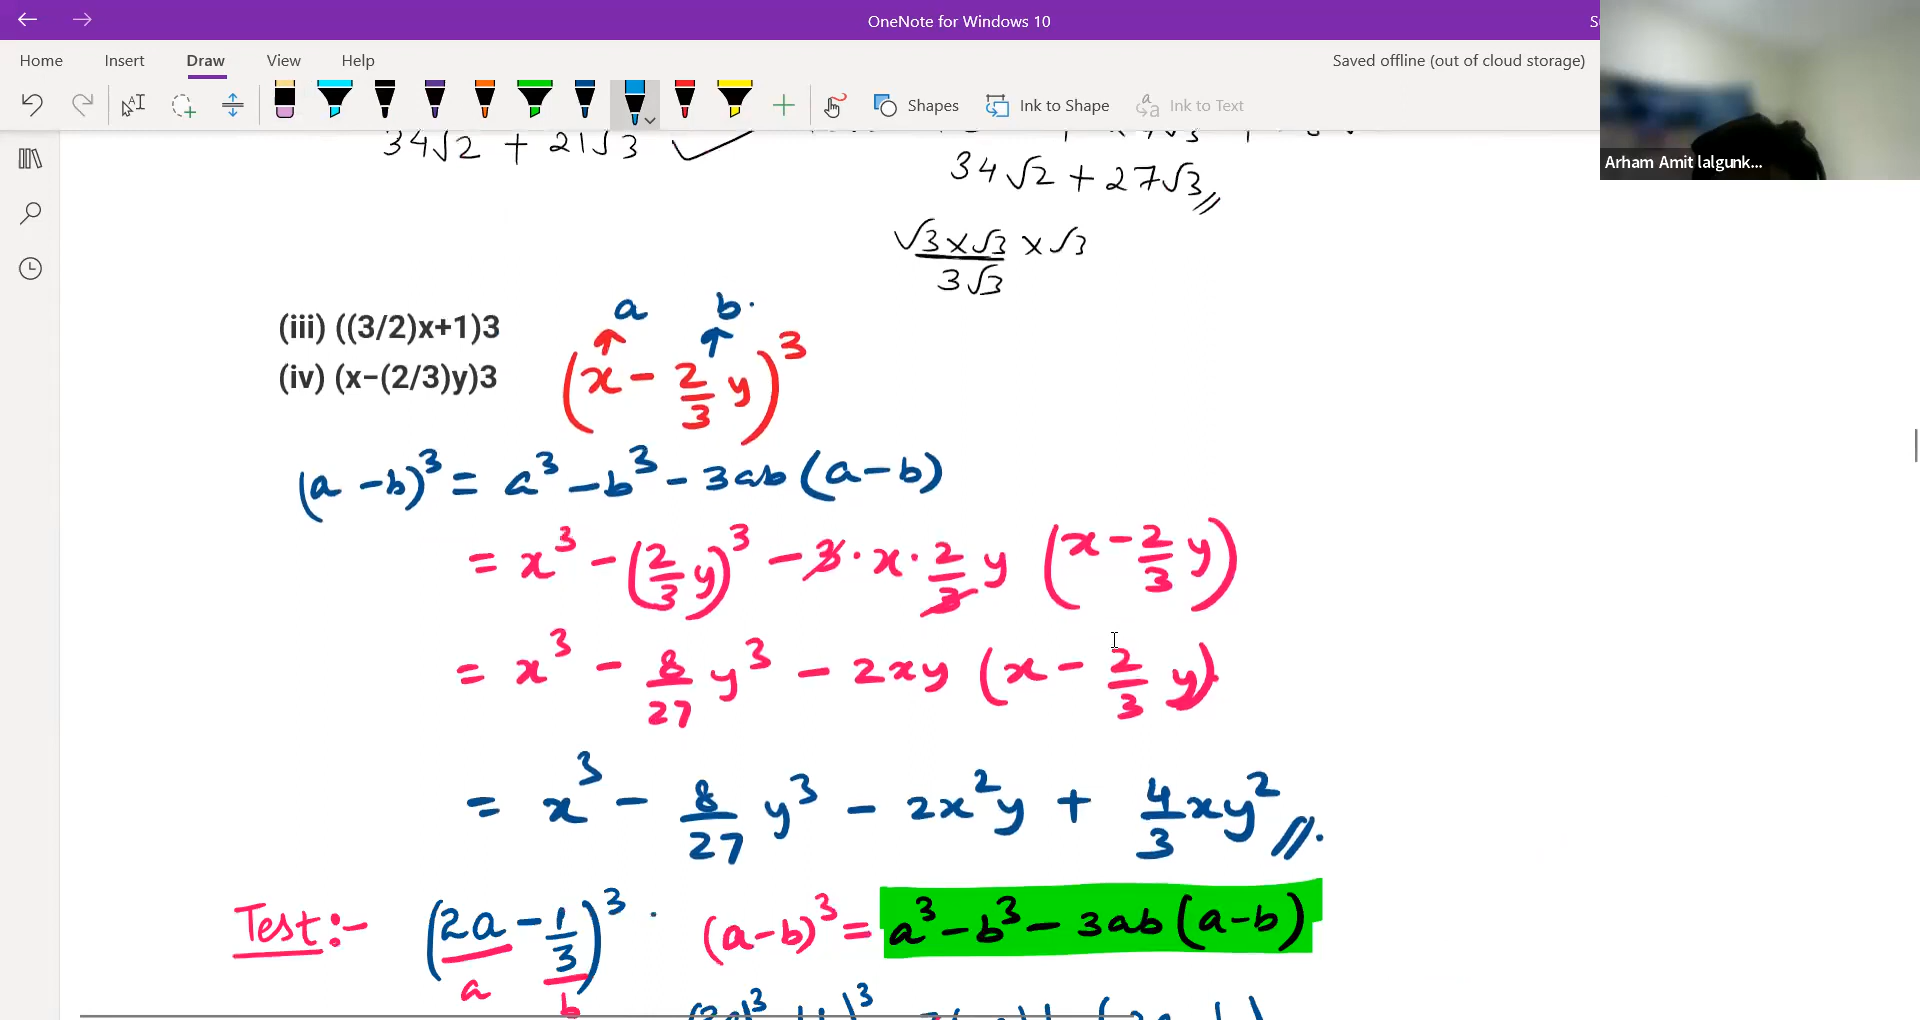 OneNote for Windows 10
Home Insert Draw View Help Saved offline (out of cloud storage)
Shapes Ink to Shape Ink to Text
Arham Amit lalgunk...
34√2 + 21√3
34√2 + 27√3
√3 × √3 × √3
3√3
a b
(iii) ((3/2)x+1)3
(iv) (x−(2/3)y)3 (x − 2/3 y)³
(a − b)³ = a³ − b³ − 3ab (a − b)
= x³ − (2/3 y)³ − 3 · x · 2/3 y (x − 2/3 y)
= x³ − 8/27 y³ − 2xy (x − 2/3 y)
= x³ − 8/27 y³ − 2x²y + 4/3 xy² //.
Test:- (2a − 1/3)³ . (a−b)³ = a³ − b³ − 3ab (a−b)
a b